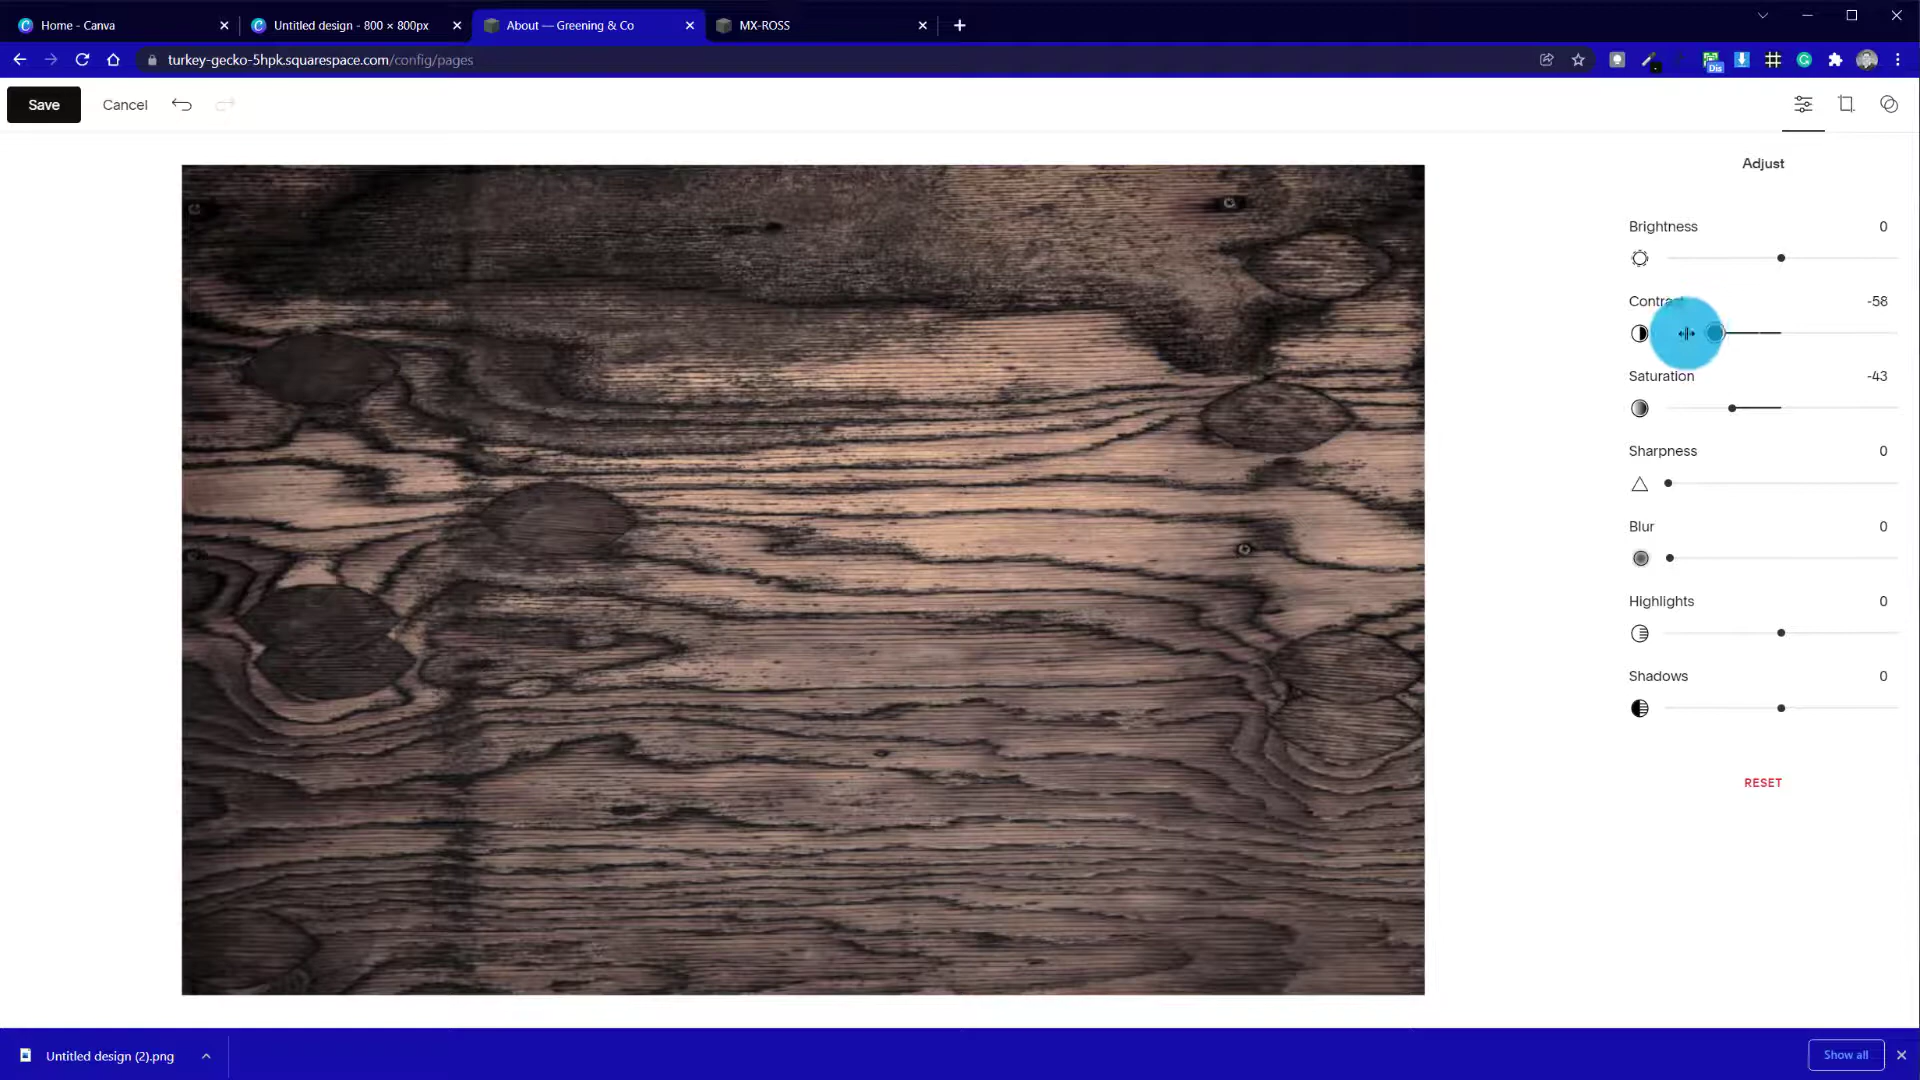 Home - Canva
Untitled design - 800 × 800px
About — Greening & Co
MX-ROSS
turkey-gecko-5hpk.squarespace.com/config/pages
Dis
Save
Cancel
Adjust
Brightness 0
Contrast -58
Saturation -43
Sharpness 0
Blur 0
Highlights 0
Shadows 0
RESET
Untitled design (2).png
Show all